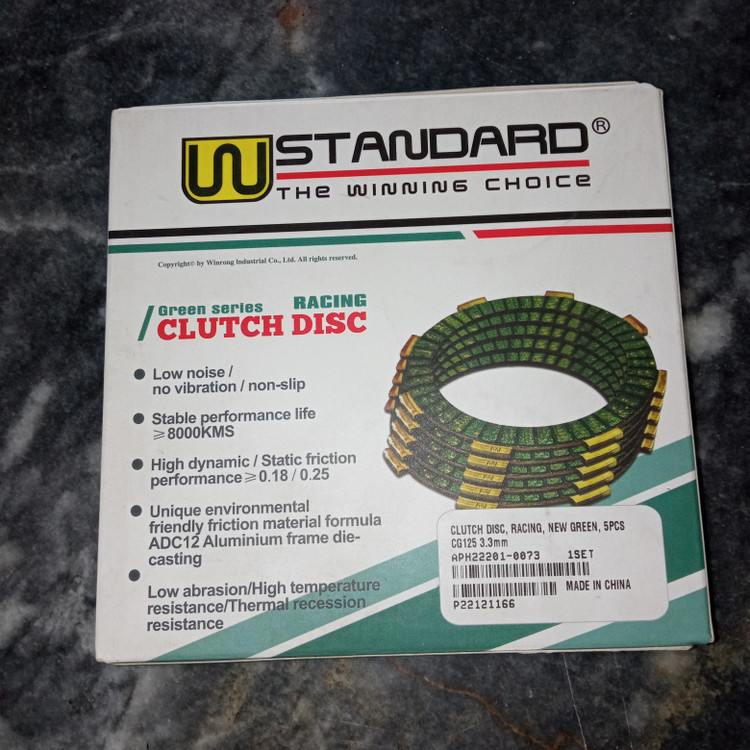 W STANDARD®
THE WINNING CHOICE
Copyright© by Winrong Industrial Co., Ltd. All rights reserved.
Green series RACING
CLUTCH DISC
Low noise /
no vibration / non-slip
Stable performance life
≥8000KMS
High dynamic / Static friction
performance≥0.18 / 0.25
Unique environmental
friendly friction material formula
ADC12 Aluminium frame die-
casting
Low abrasion/High temperature
resistance/Thermal recession
resistance
CLUTCH DISC, RACING, NEW GREEN, 5PCS
CG125 3.3mm
APH22201-0073 1SET
MADE IN CHINA
P22121166